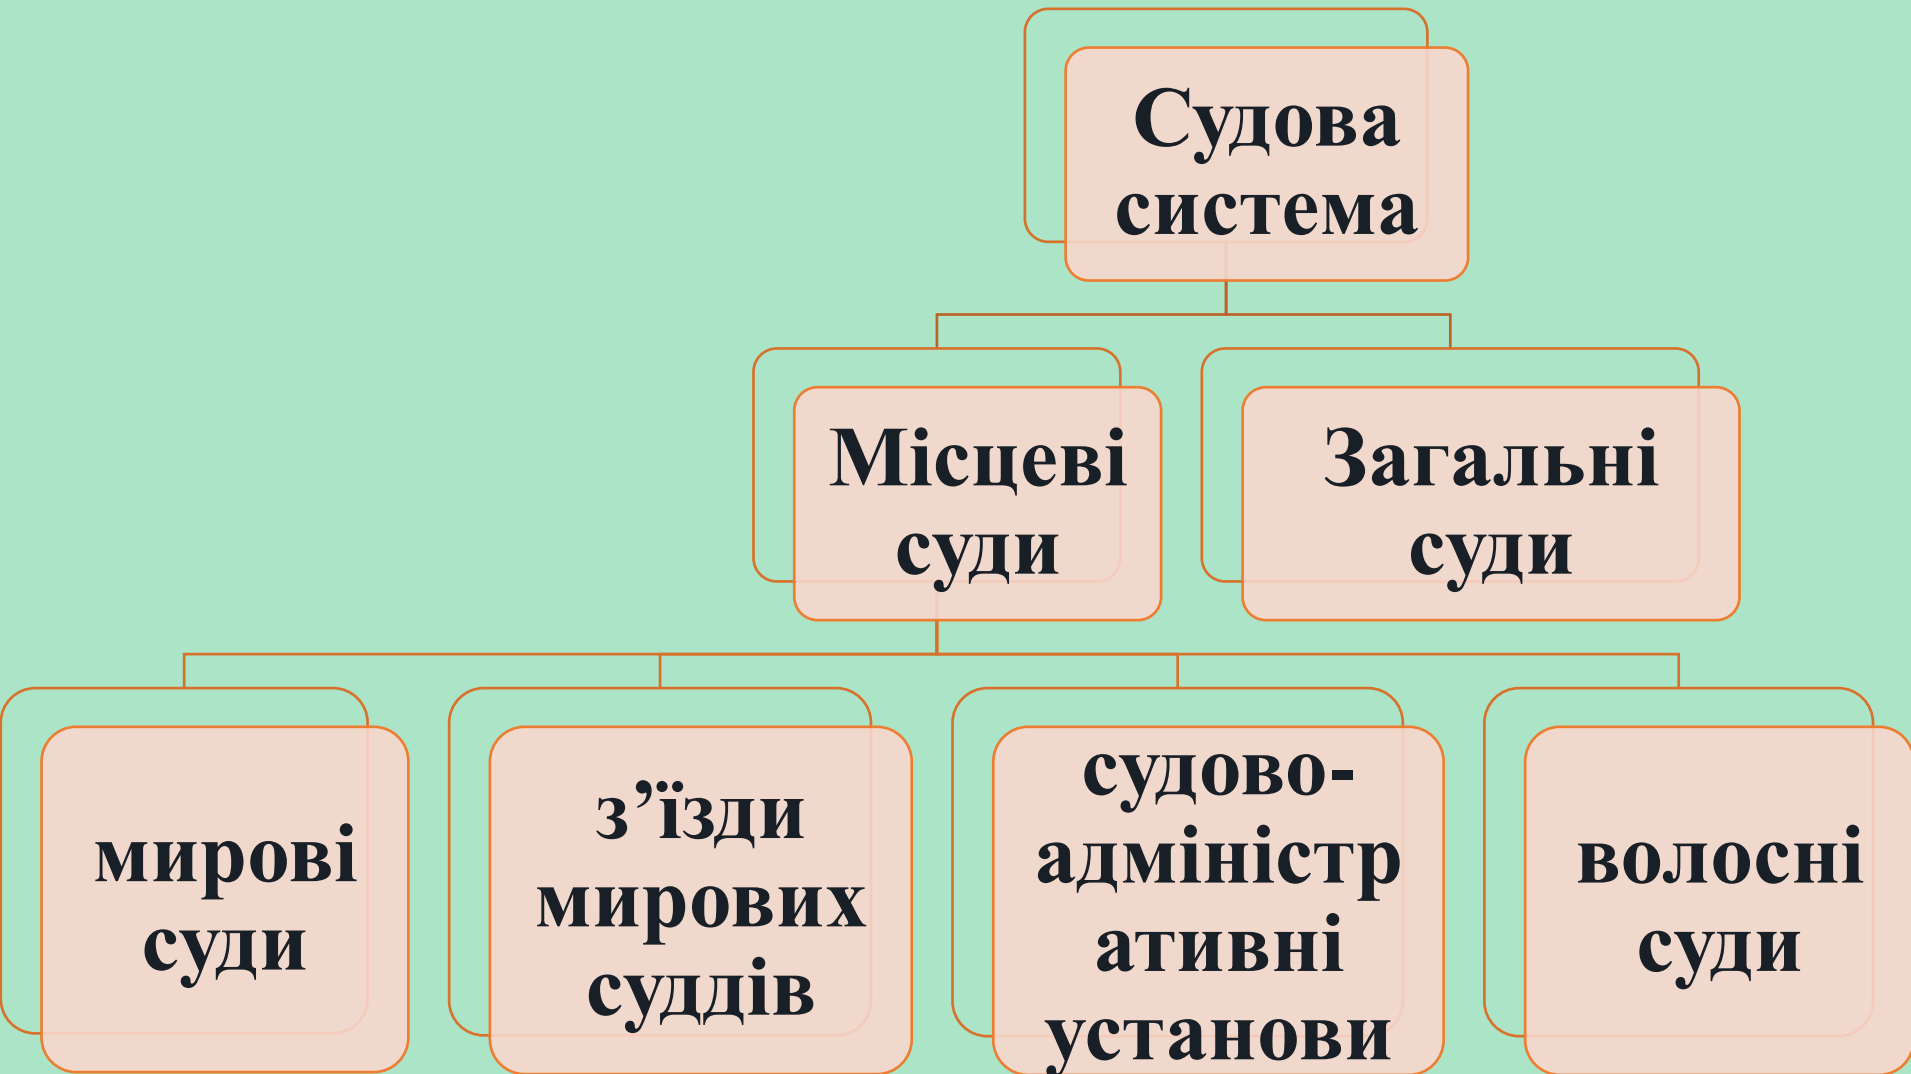 Судова
система
Місцеві
суди
Загальні
суди
мирові
суди
з’їзди
мирових
суддів
судово-
адміністр
ативні
установи
волосні
суди